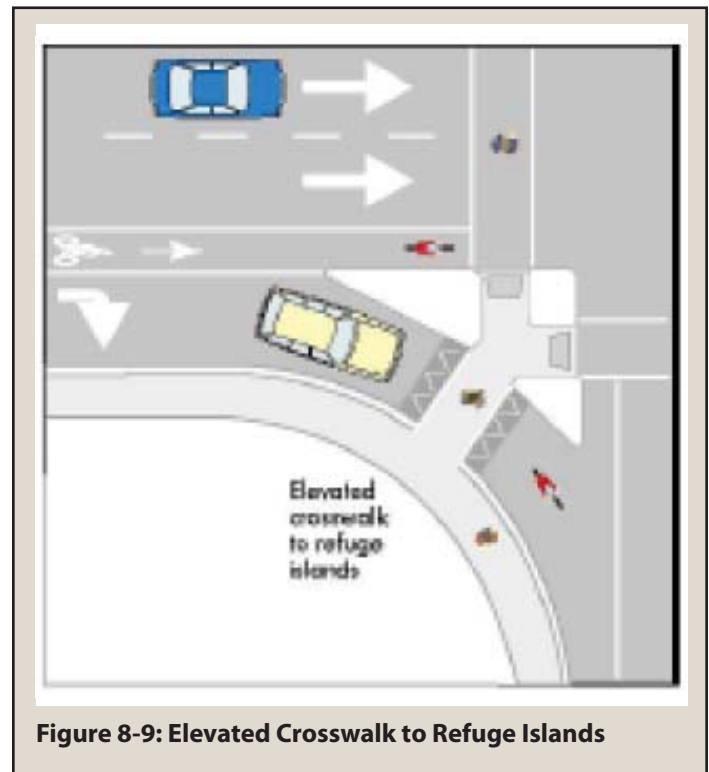 Elevated
crosswalk
to refuge
islands
Figure 8-9: Elevated Crosswalk to Refuge Islands